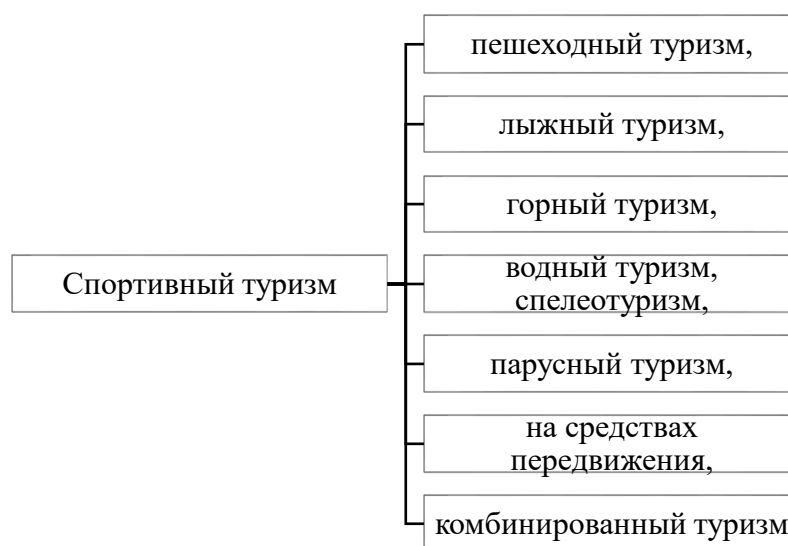 пешеходный туризм,
лыжный туризм,
горный туризм,
Спортивный туризм
водный туризм,
спелеотуризм,
парусный туризм,
на средствах
передвижения,
комбинированный туризм